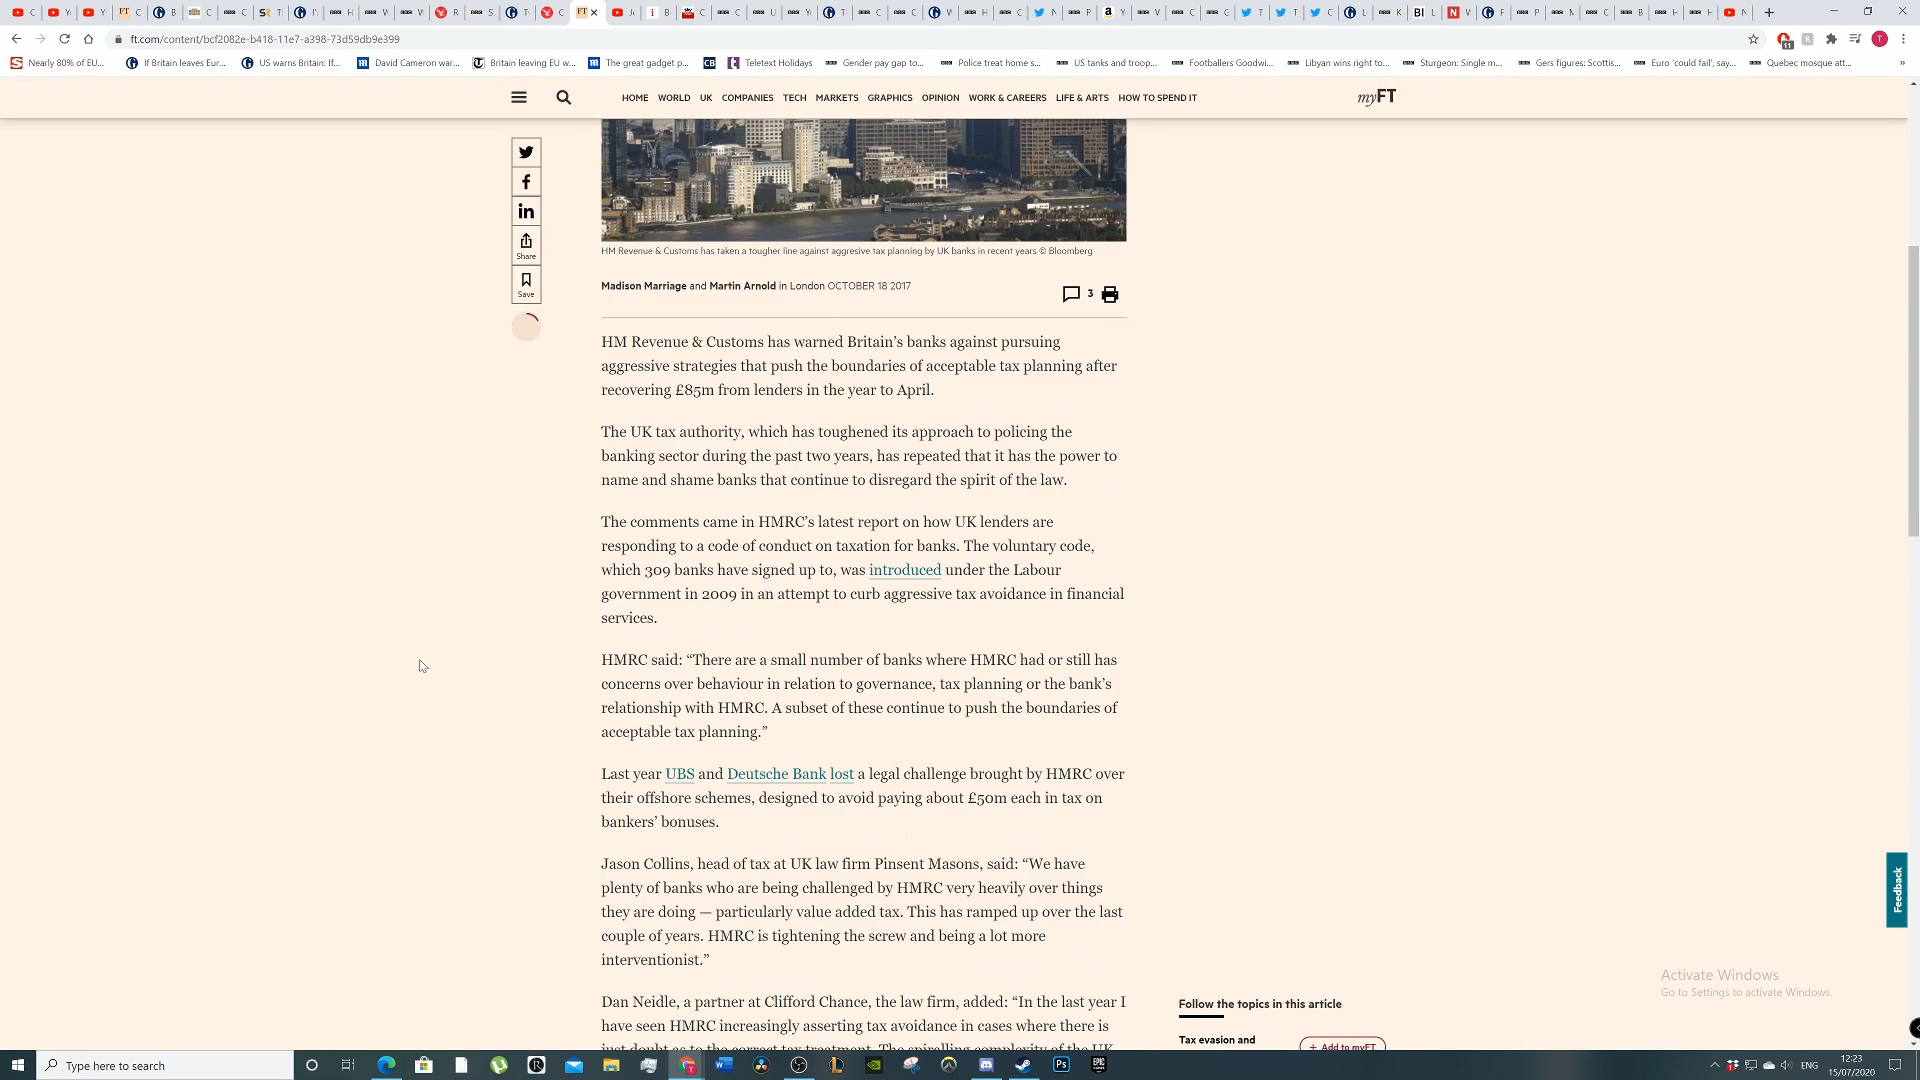 ft.com/content/bcf2082e-b418-11e7-a398-73d59db9e399
Nearly 80% of EU...
If Britain leaves Eur...
US warns Britain: If...
David Cameron war...
Britain leaving EU w...
The great gadget p...
CB
Teletext Holidays
Gender pay gap to...
Police treat home s...
US tanks and troop...
Footballers Goodwi...
Libyan wins right to...
Sturgeon: Single m...
Gers figures: Scottis...
Euro 'could fail', say...
Quebec mosque att...
HOME WORLD UK COMPANIES TECH MARKETS GRAPHICS OPINION WORK & CAREERS LIFE & ARTS HOW TO SPEND IT
myFT
Share
Save
HM Revenue & Customs has taken a tougher line against aggresive tax planning by UK banks in recent years © Bloomberg
Madison Marriage and Martin Arnold in London OCTOBER 18 2017
3
HM Revenue & Customs has warned Britain’s banks against pursuing
aggressive strategies that push the boundaries of acceptable tax planning after
recovering £85m from lenders in the year to April.
The UK tax authority, which has toughened its approach to policing the
banking sector during the past two years, has repeated that it has the power to
name and shame banks that continue to disregard the spirit of the law.
The comments came in HMRC’s latest report on how UK lenders are
responding to a code of conduct on taxation for banks. The voluntary code,
which 309 banks have signed up to, was introduced under the Labour
government in 2009 in an attempt to curb aggressive tax avoidance in financial
services.
HMRC said: “There are a small number of banks where HMRC had or still has
concerns over behaviour in relation to governance, tax planning or the bank’s
relationship with HMRC. A subset of these continue to push the boundaries of
acceptable tax planning.”
Last year UBS and Deutsche Bank lost a legal challenge brought by HMRC over
their offshore schemes, designed to avoid paying about £50m each in tax on
bankers’ bonuses.
Jason Collins, head of tax at UK law firm Pinsent Masons, said: “We have
plenty of banks who are being challenged by HMRC very heavily over things
they are doing — particularly value added tax. This has ramped up over the last
couple of years. HMRC is tightening the screw and being a lot more
interventionist.”
Dan Neidle, a partner at Clifford Chance, the law firm, added: “In the last year I
have seen HMRC increasingly asserting tax avoidance in cases where there is
just doubt as to the correct tax treatment. The spiralling complexity of the UK
Feedback
Activate Windows
Go to Settings to activate Windows.
Follow the topics in this article
Tax evasion and
+ Add to myFT
Type here to search
ENG
12:23
15/07/2020